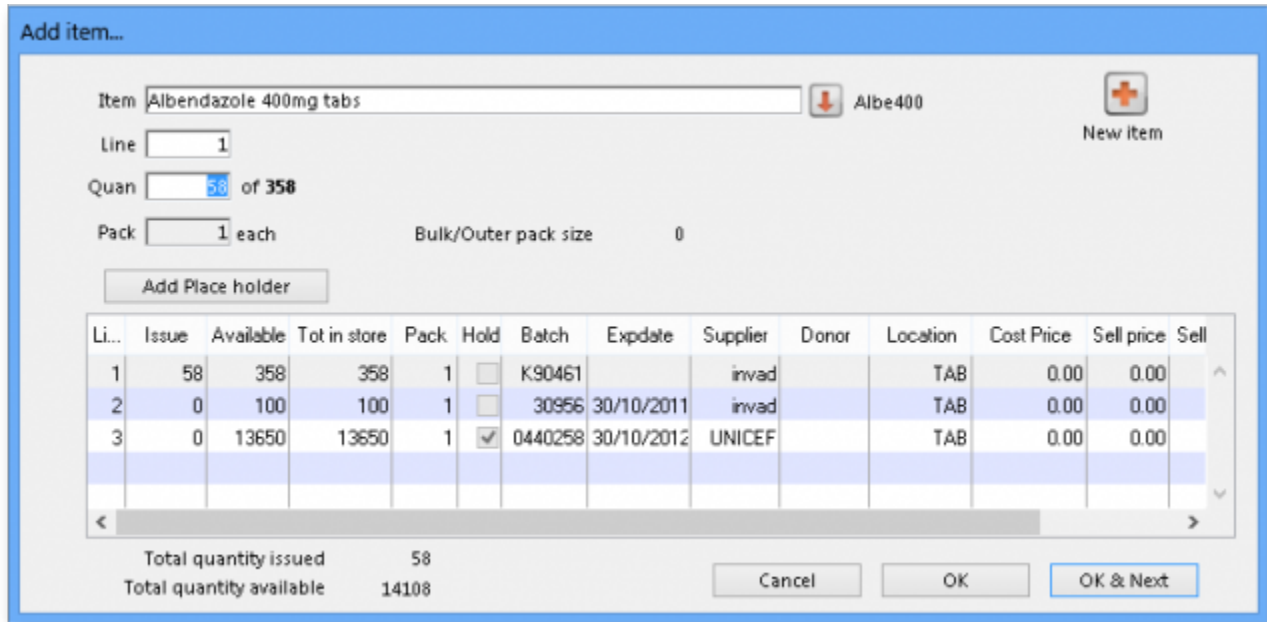 Add item...
Item Albendazole 400mg tabs Albe400
New item
Line 1
Quan 58 of 358
Pack 1 each Bulk/Outer pack size 0
Add Place holder
Li... Issue Available Tot in store Pack Hold Batch Expdate Supplier Donor Location Cost Price Sell price Sell
1 58 358 358 1 K90461 invad TAB 0.00 0.00
2 0 100 100 1 30956 30/10/2011 invad TAB 0.00 0.00
3 0 13650 13650 1 0440258 30/10/2012 UNICEF TAB 0.00 0.00
Total quantity issued 58
Total quantity available 14108
Cancel OK OK & Next